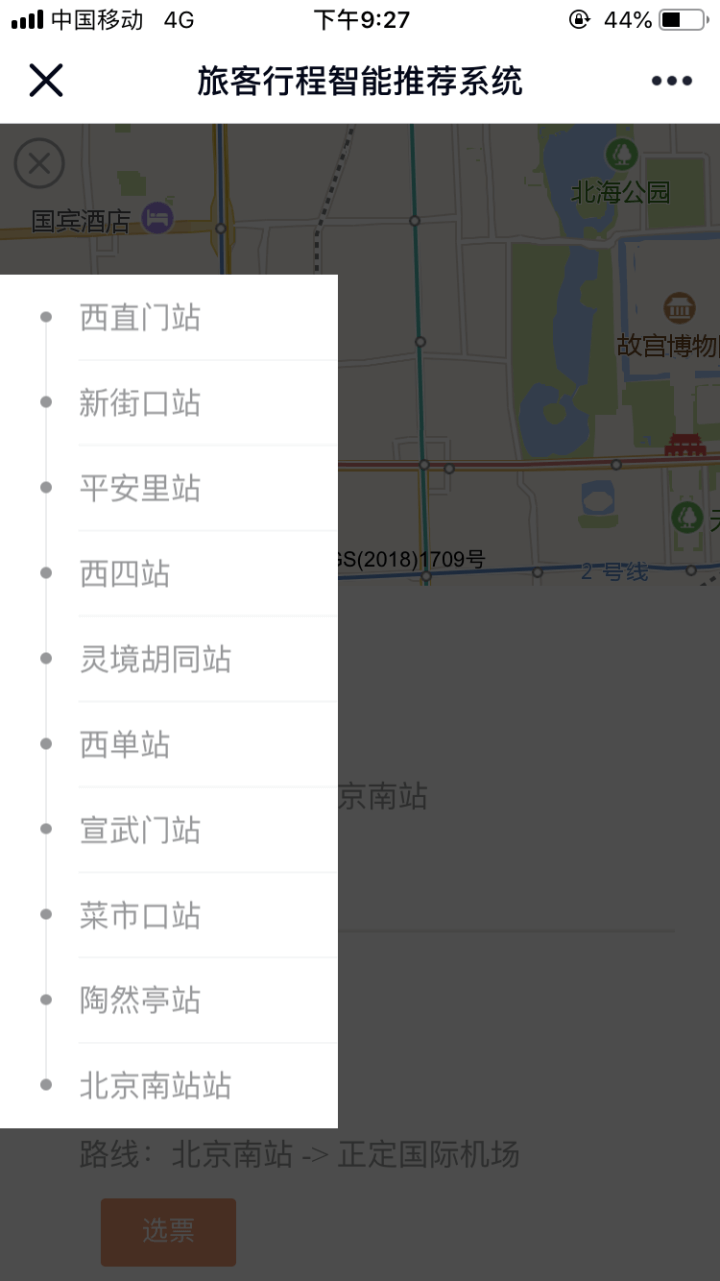 中国移动 4G 下午9:27 44%
旅客行程智能推荐系统
北海公园
国宾酒店
故宫博物
西直门站
新街口站
平安里站
西四站
GS(2018)1709号
2号线
灵境胡同站
西单站
京南站
宣武门站
菜市口站
陶然亭站
北京南站站
路线：北京南站 -> 正定国际机场
选票